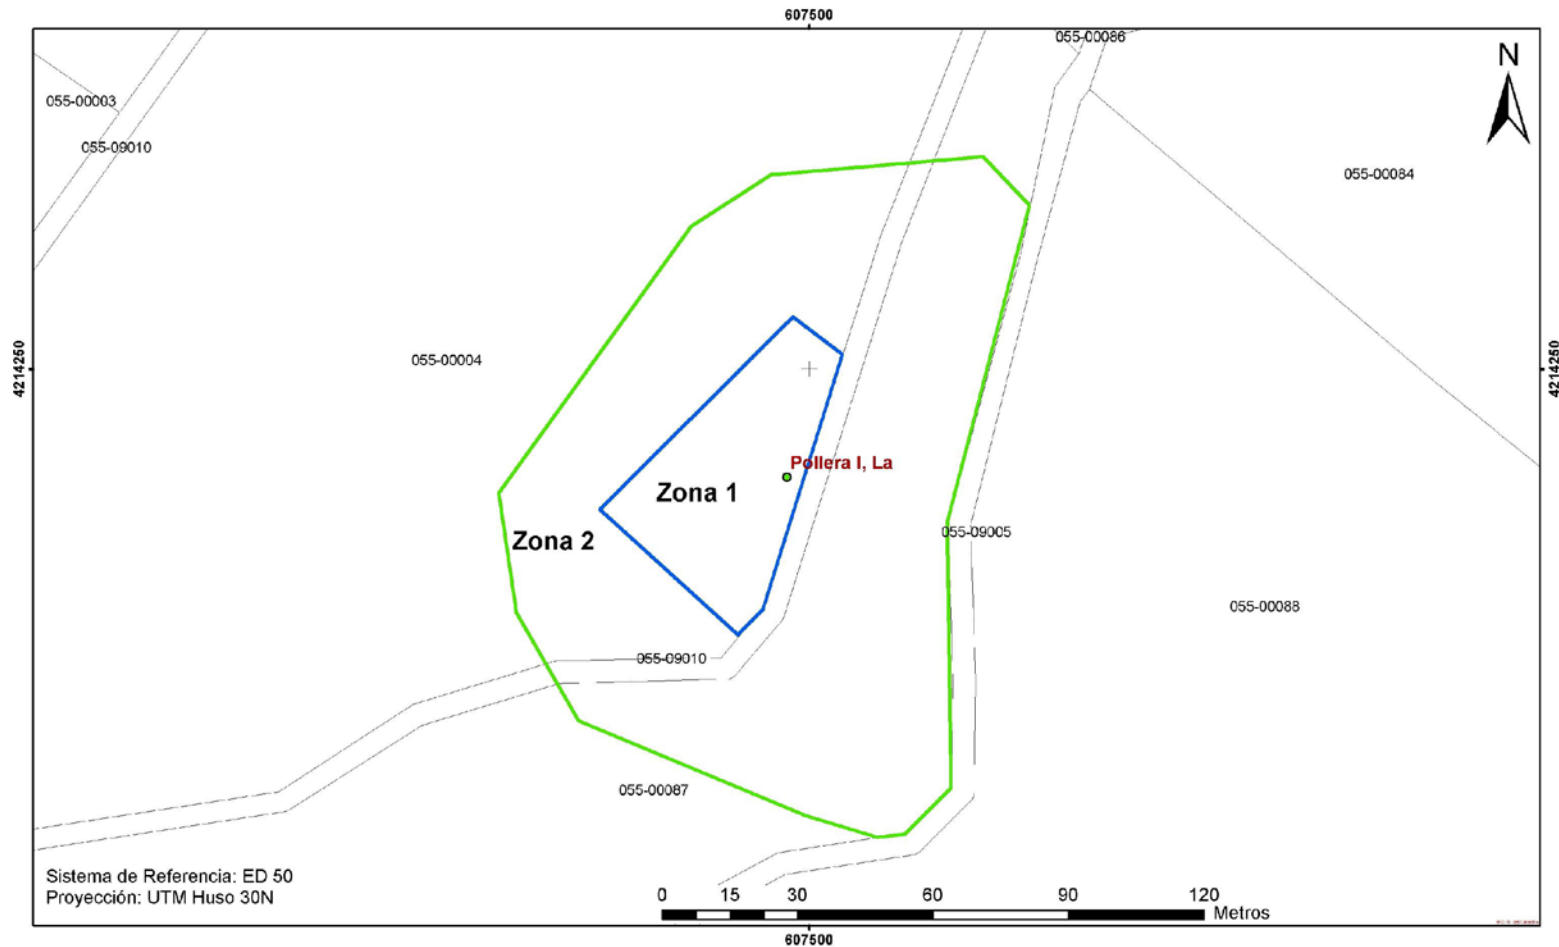 607500
055-00086
N
055-00003
055-09010
055-00084
4214250
055-00004
4214250
Pollera I, La
Zona 1
055-09005
Zona 2
055-00088
055-09010
055-00087
Sistema de Referencia: ED 50
Proyección: UTM Huso 30N
0 15 30 60 90 120
Metros
607500